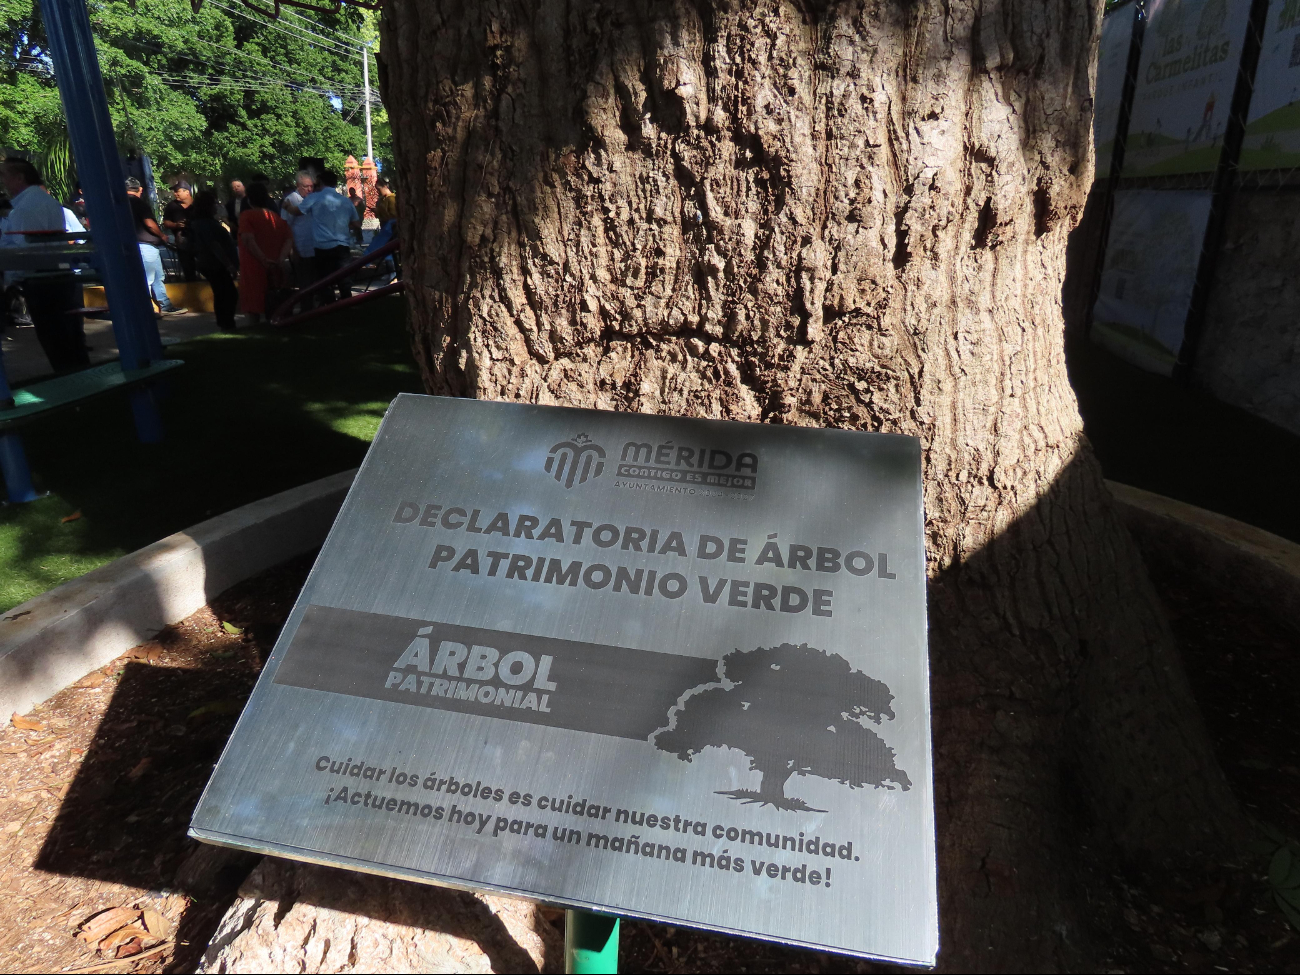 las
Carmelitas
MÉRIDA
CONTIGO ES MEJOR
AYUNTAMIENTO
DECLARATORIA DE ÁRBOL
PATRIMONIO VERDE
ÁRBOL
PATRIMONIAL
Cuidar los árboles es cuidar nuestra comunidad.
¡Actuemos hoy para un mañana más verde!